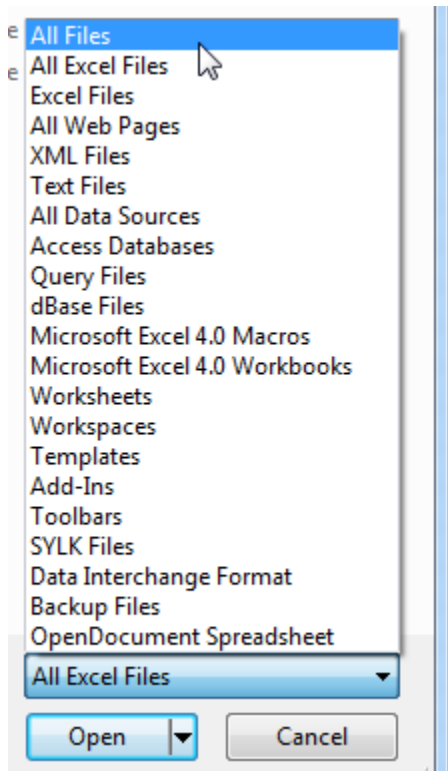 All Files
All Excel Files
Excel Files
All Web Pages
XML Files
Text Files
All Data Sources
Access Databases
Query Files
dBase Files
Microsoft Excel 4.0 Macros
Microsoft Excel 4.0 Workbooks
Worksheets
Workspaces
Templates
Add-Ins
Toolbars
SYLK Files
Data Interchange Format
Backup Files
OpenDocument Spreadsheet
All Excel Files
Open Cancel